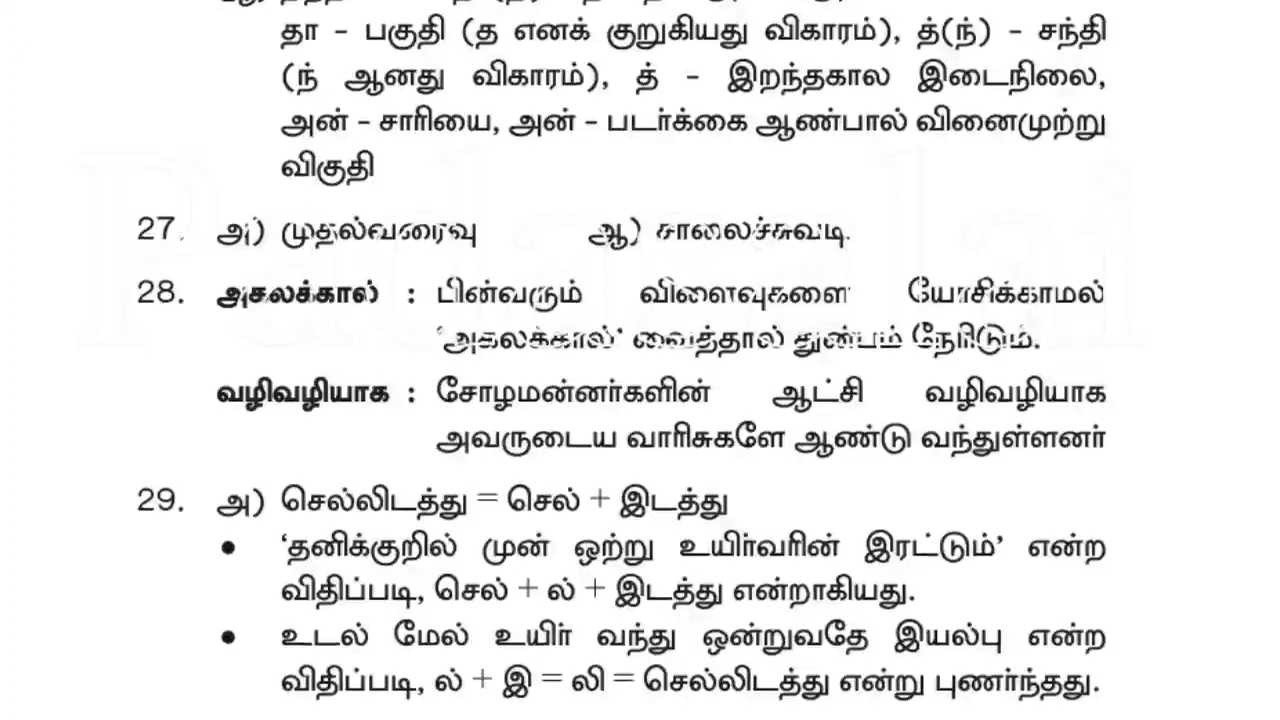 தா - பகுதி (த எனக் குறுகியது விகாரம்), த்(ந்) - சந்தி
(ந் ஆனது விகாரம்), த் - இறந்தகால இடைநிலை,
அன் - சாரியை, அன் - படர்க்கை ஆண்பால் வினைமுற்று
விகுதி
27. அ) முதல்வரைவு ஆ) சாலைச்சுவடி.
28. அகலக்கால் : பின்வரும் விளைவுகளை யோசிக்காமல்
‘அகலக்கால்’ வைத்தால் துன்பம் நேரிடும்.
வழிவழியாக : சோழமன்னர்களின் ஆட்சி வழிவழியாக
அவருடைய வாரிசுகளே ஆண்டு வந்துள்ளனர்
29. அ) செல்லிடத்து = செல் + இடத்து
• ‘தனிக்குறில் முன் ஒற்று உயிர்வரின் இரட்டும்’ என்ற
விதிப்படி, செல் + ல் + இடத்து என்றாகியது.
• உடல் மேல் உயிர் வந்து ஒன்றுவதே இயல்பு என்ற
விதிப்படி, ல் + இ = லி = செல்லிடத்து என்று புணர்ந்தது.
Padasalai